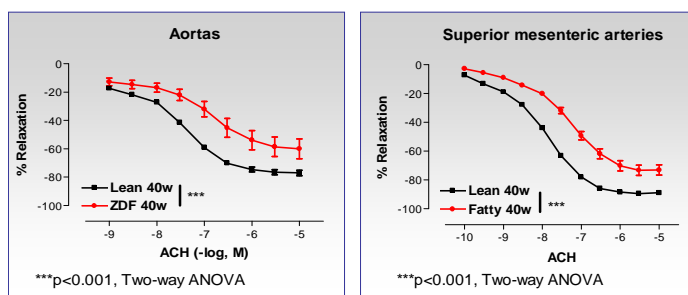 Aortas
0
-20
-40
-60
-80
-100
% Relaxation
Lean 40w
ZDF 40w
***
-9 -8 -7 -6 -5
ACH (-log, M)
***p<0.001, Two-way ANOVA
Superior mesenteric arteries
0
-20
-40
-60
-80
-100
% Relaxation
Lean 40w
Fatty 40w
***
-10 -9 -8 -7 -6 -5
ACH
***p<0.001, Two-way ANOVA